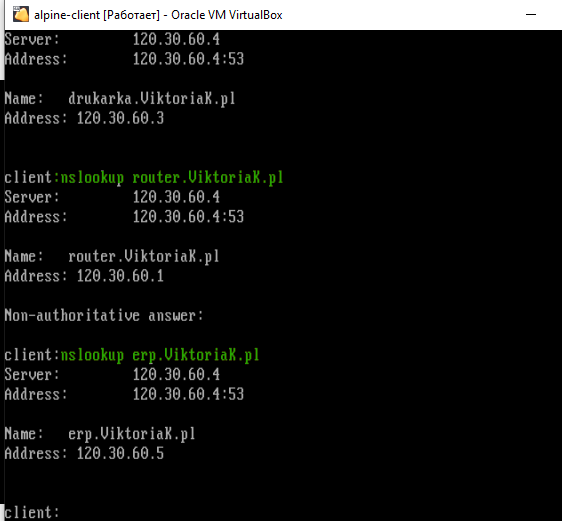 alpine-client [Работает] - Oracle VM VirtualBox
Server: 120.30.60.4
Address: 120.30.60.4:53
Name: drukarka.ViktoriaK.pl
Address: 120.30.60.3
client:nslookup router.ViktoriaK.pl
Server: 120.30.60.4
Address: 120.30.60.4:53
Name: router.ViktoriaK.pl
Address: 120.30.60.1
Non-authoritative answer:
client:nslookup erp.ViktoriaK.pl
Server: 120.30.60.4
Address: 120.30.60.4:53
Name: erp.ViktoriaK.pl
Address: 120.30.60.5
client: